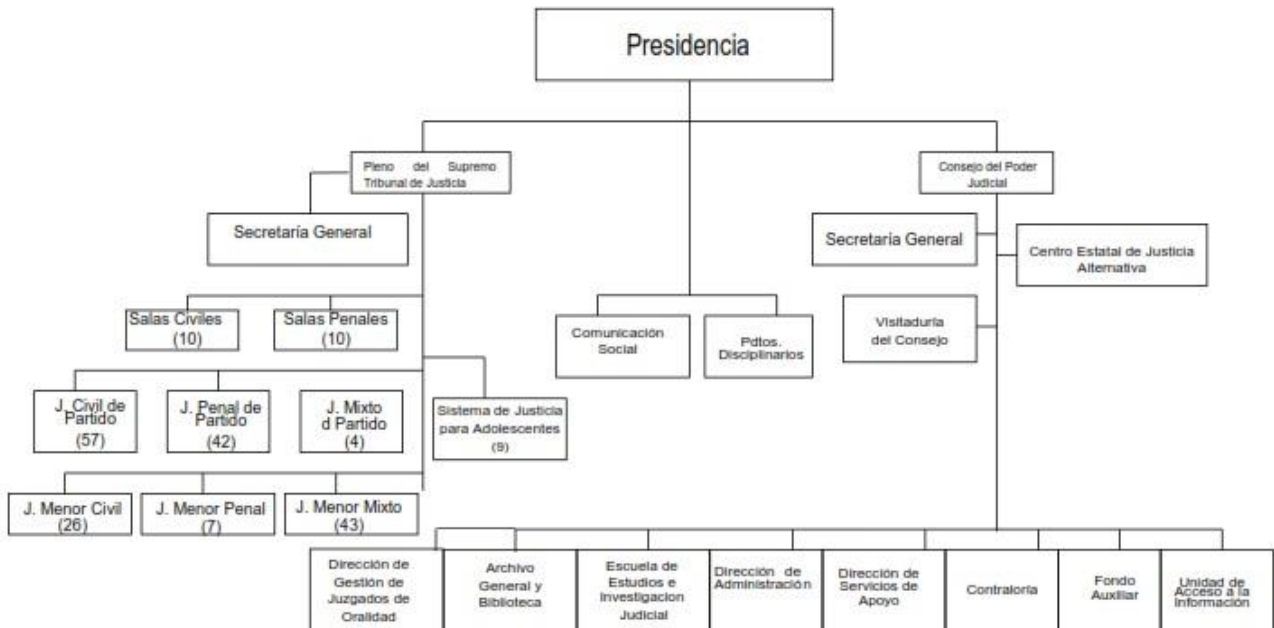 Presidencia
Pleno del Supremo
Tribunal de Justicia
Consejo del Poder
Judicial
Secretaría General
Secretaría General
Centro Estatal de Justicia
Alternativa
Salas Civiles
(10)
Salas Penales
(10)
Comunicación
Social
Pdtos.
Disciplinarios
Visitaduría
del Consejo
J. Civil de
Partido
(57)
J. Penal de
Partido
(42)
J. Mixto
d Partido
(4)
Sistema de Justicia
para Adolescentes
(9)
J. Menor Civil
(26)
J. Menor Penal
(7)
J. Menor Mixto
(43)
Dirección de
Gestión de
Juzgados de
Oralidad
Archivo
General y
Biblioteca
Escuela de
Estudios e
Investigacion
Judicial
Dirección de
Administración
Dirección de
Servicios de
Apoyo
Contraloría
Fondo
Auxiliar
Unidad de
Acceso a la
Información